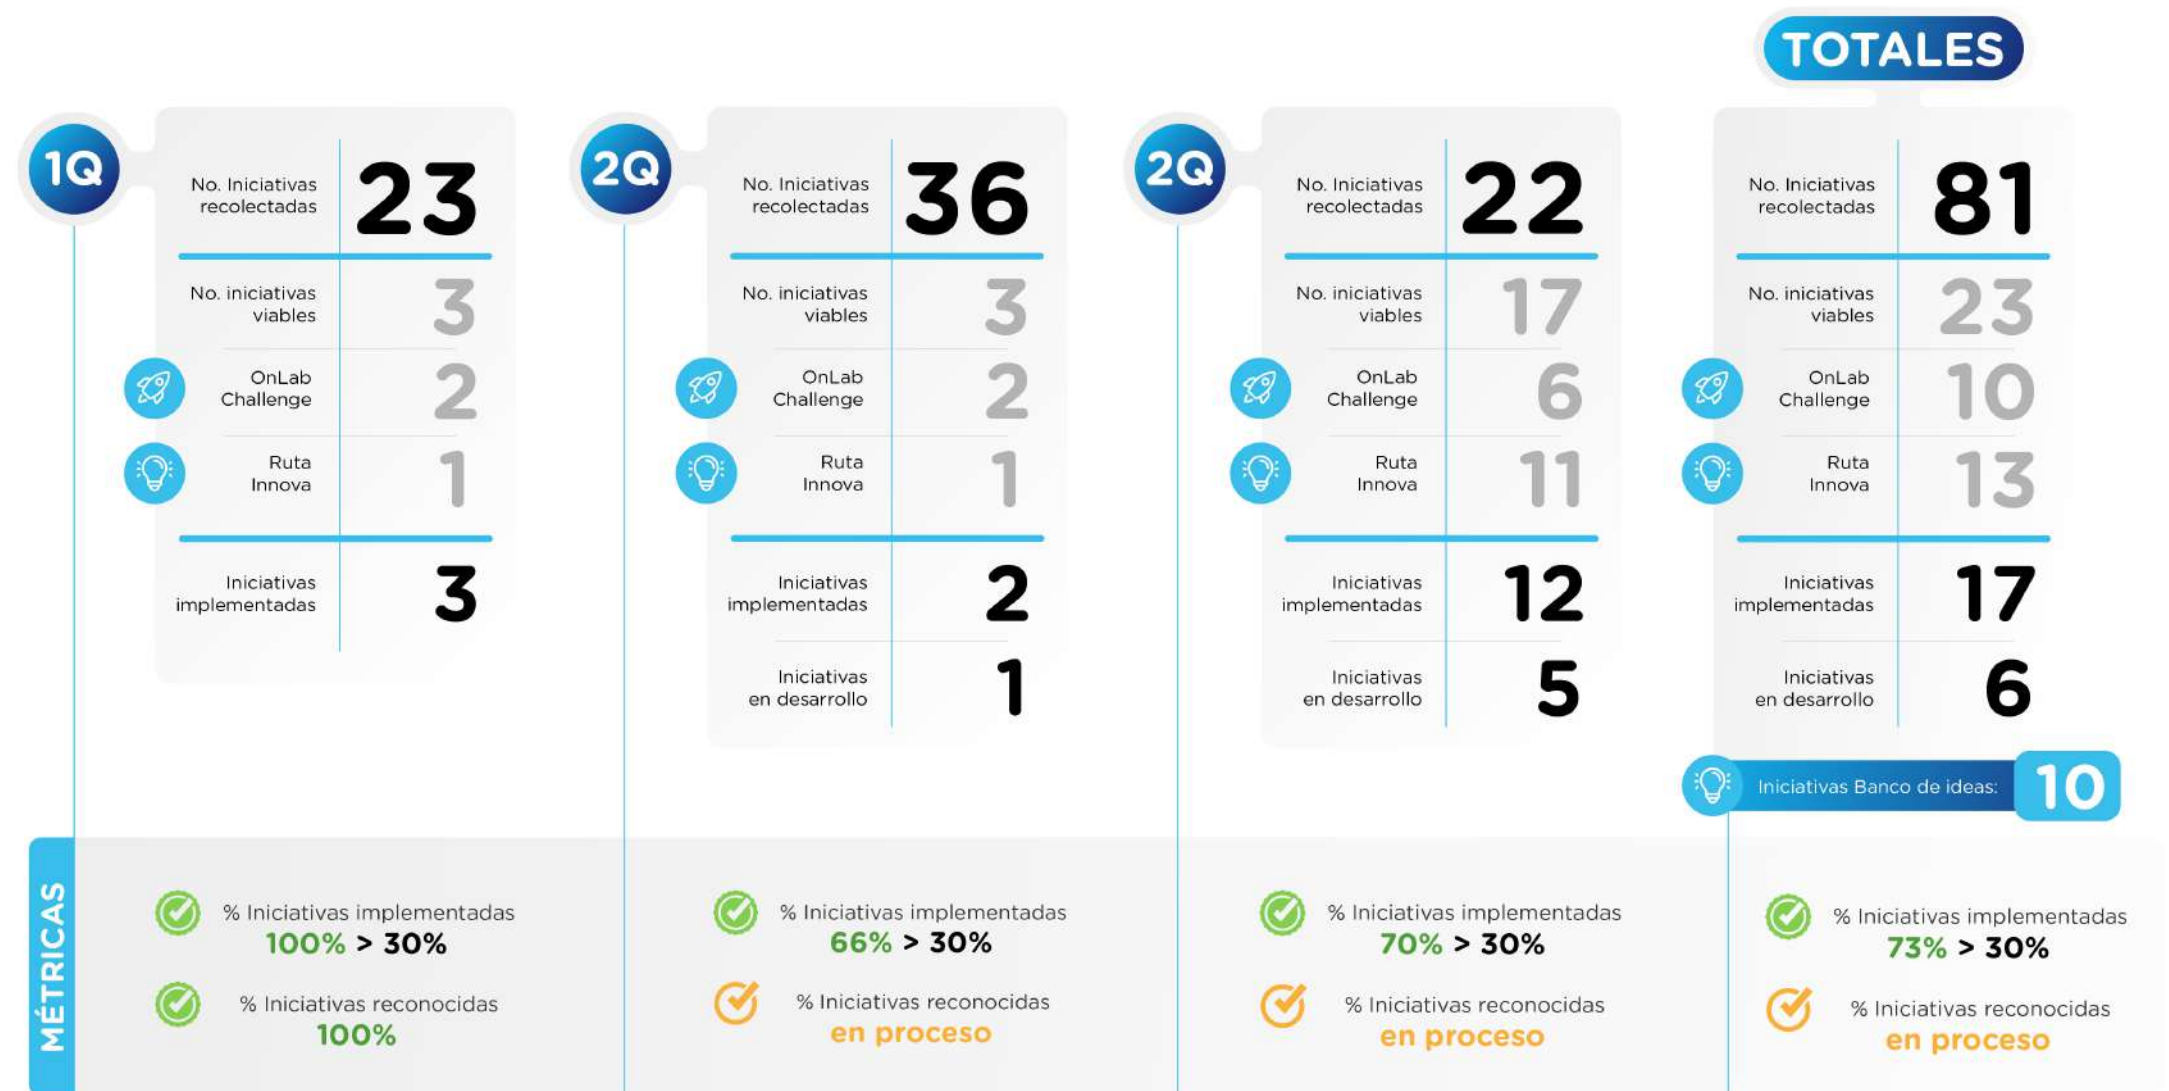 TOTALES
1Q
No. Iniciativas
recolectadas
23
No. iniciativas
viables
3
OnLab
Challenge
2
Ruta
Innova
1
Iniciativas
implementadas
3
2Q
No. Iniciativas
recolectadas
36
No. iniciativas
viables
3
OnLab
Challenge
2
Ruta
Innova
1
Iniciativas
implementadas
2
Iniciativas
en desarrollo
1
2Q
No. Iniciativas
recolectadas
22
No. iniciativas
viables
17
OnLab
Challenge
6
Ruta
Innova
11
Iniciativas
implementadas
12
Iniciativas
en desarrollo
5
No. Iniciativas
recolectadas
81
No. iniciativas
viables
23
OnLab
Challenge
10
Ruta
Innova
13
Iniciativas
implementadas
17
Iniciativas
en desarrollo
6
Iniciativas Banco de ideas: 10
MÉTRICAS
% Iniciativas implementadas
100% > 30%
% Iniciativas reconocidas
100%
% Iniciativas implementadas
66% > 30%
% Iniciativas reconocidas
en proceso
% Iniciativas implementadas
70% > 30%
% Iniciativas reconocidas
en proceso
% Iniciativas implementadas
73% > 30%
% Iniciativas reconocidas
en proceso